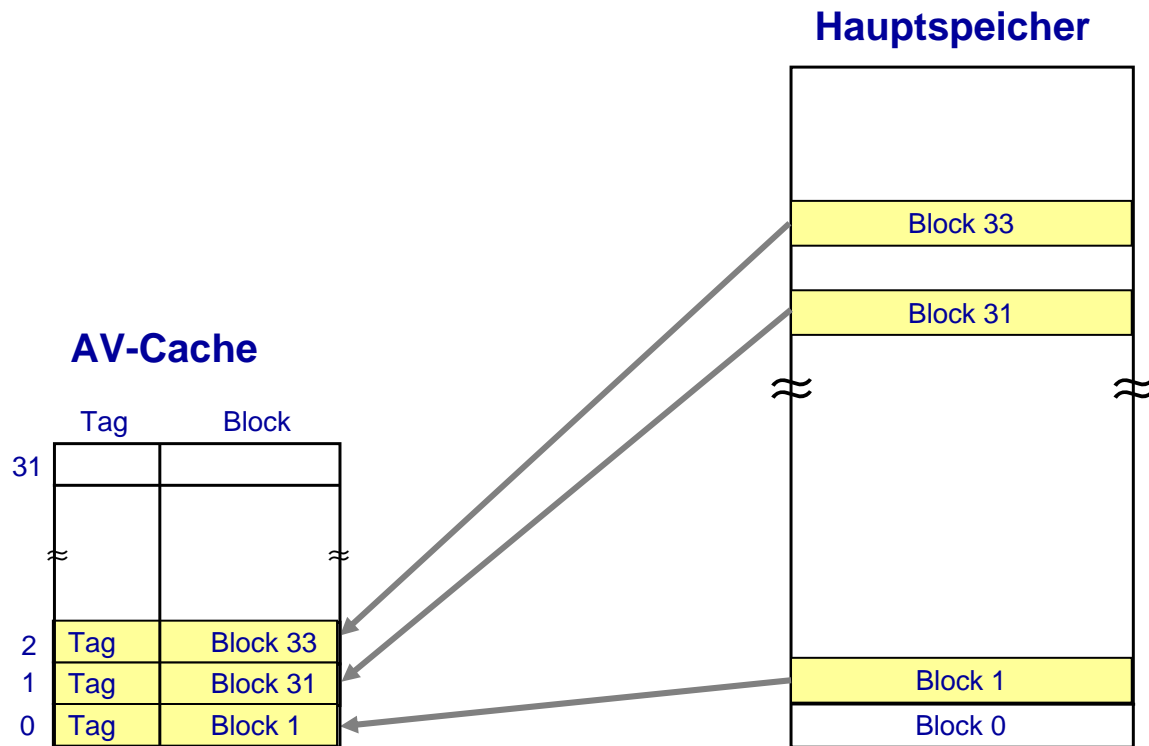 Hauptspeicher
Block 33
Block 31
AV-Cache
Tag Block
31
2 Tag Block 33
1 Tag Block 31
0 Tag Block 1
Block 1
Block 0